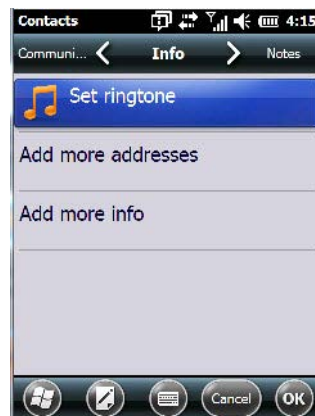 Contacts 4:15
Communi... Info Notes
Set ringtone
Add more addresses
Add more info
Cancel OK